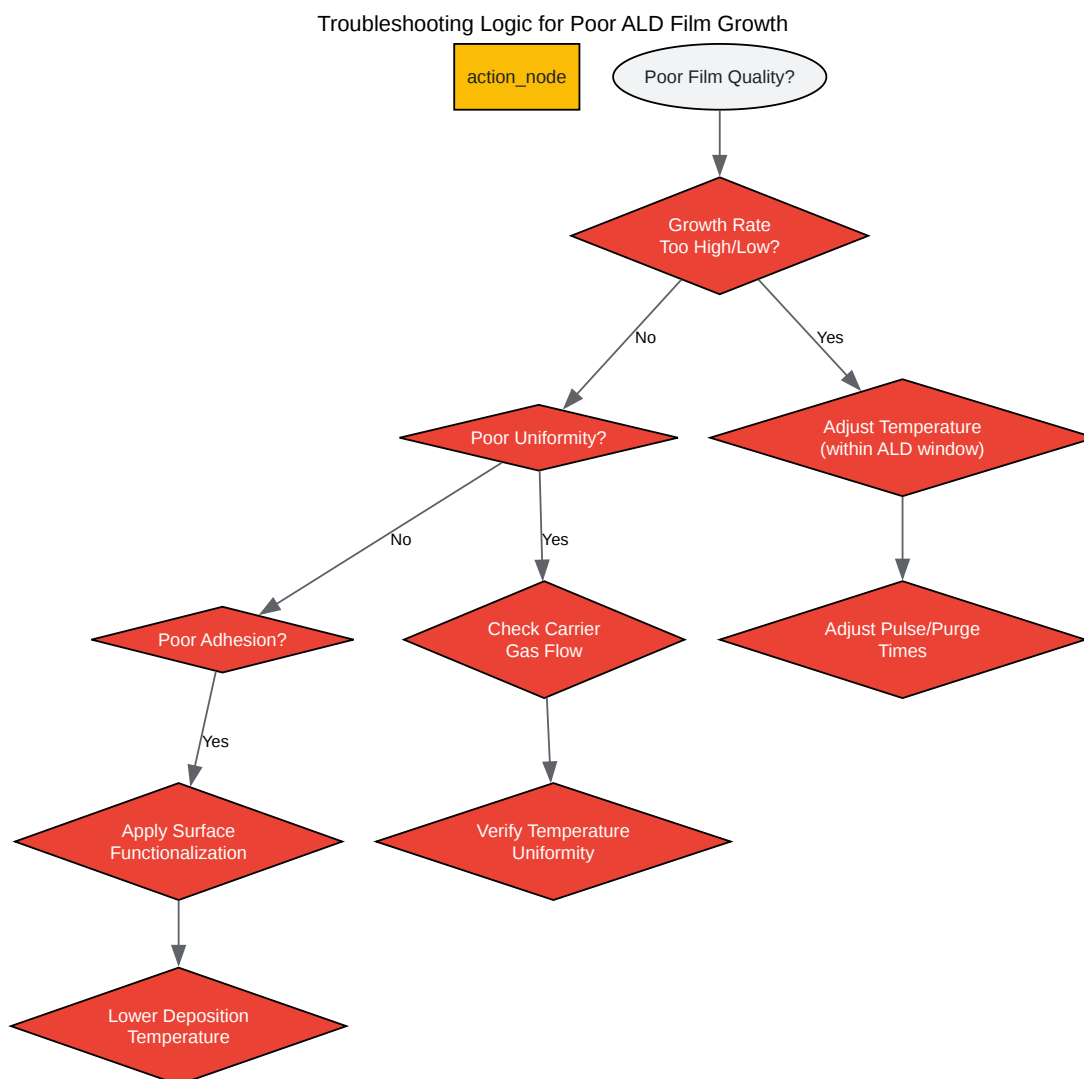 Troubleshooting Logic for Poor ALD Film Growth
action_node
Poor Film Quality?
Growth Rate
Too High/Low?
No
Yes
Poor Uniformity?
Adjust Temperature
(within ALD window)
No
Yes
Poor Adhesion?
Check Carrier
Gas Flow
Adjust Pulse/Purge
Times
Yes
Apply Surface
Functionalization
Verify Temperature
Uniformity
Lower Deposition
Temperature